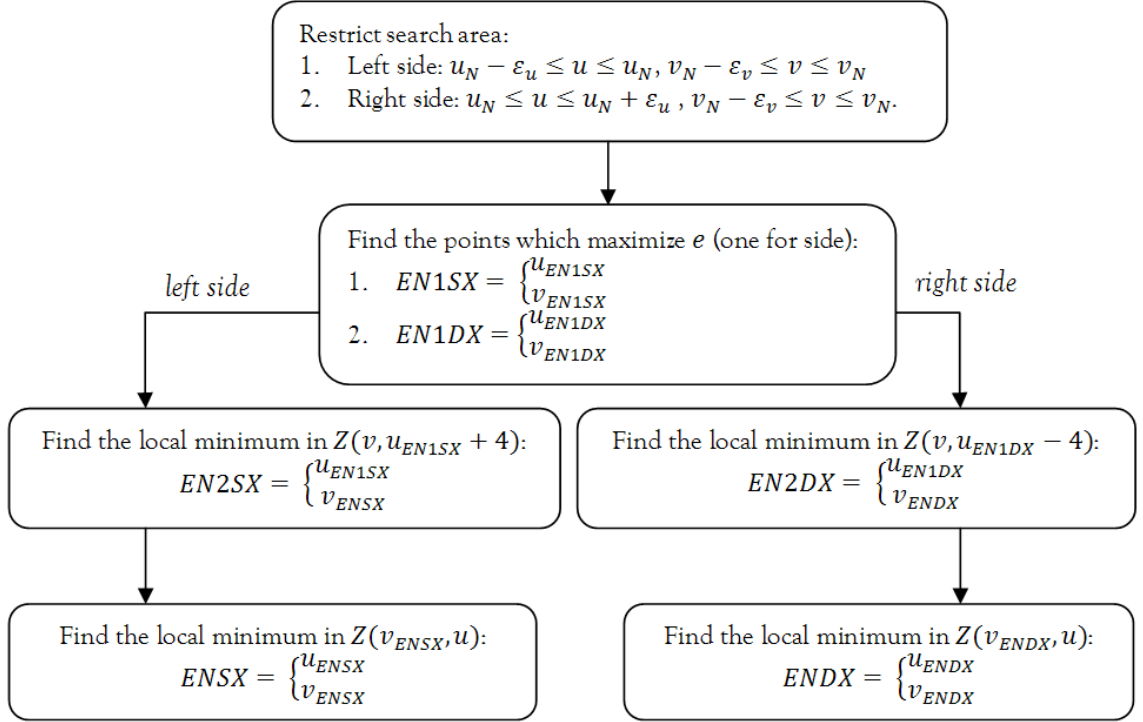 Restrict search area:
1. Left side: u_N − ε_u ≤ u ≤ u_N, v_N − ε_v ≤ v ≤ v_N
2. Right side: u_N ≤ u ≤ u_N + ε_u , v_N − ε_v ≤ v ≤ v_N.
Find the points which maximize e (one for side):
1. EN1SX = {u_EN1SX
v_EN1SX
2. EN1DX = {u_EN1DX
v_EN1DX
left side
right side
Find the local minimum in Z(v, u_EN1SX + 4):
EN2SX = {u_EN1SX
v_ENSX
Find the local minimum in Z(v, u_EN1DX − 4):
EN2DX = {u_EN1DX
v_ENDX
Find the local minimum in Z(v_ENSX, u):
ENSX = {u_ENSX
v_ENSX
Find the local minimum in Z(v_ENDX, u):
ENDX = {u_ENDX
v_ENDX